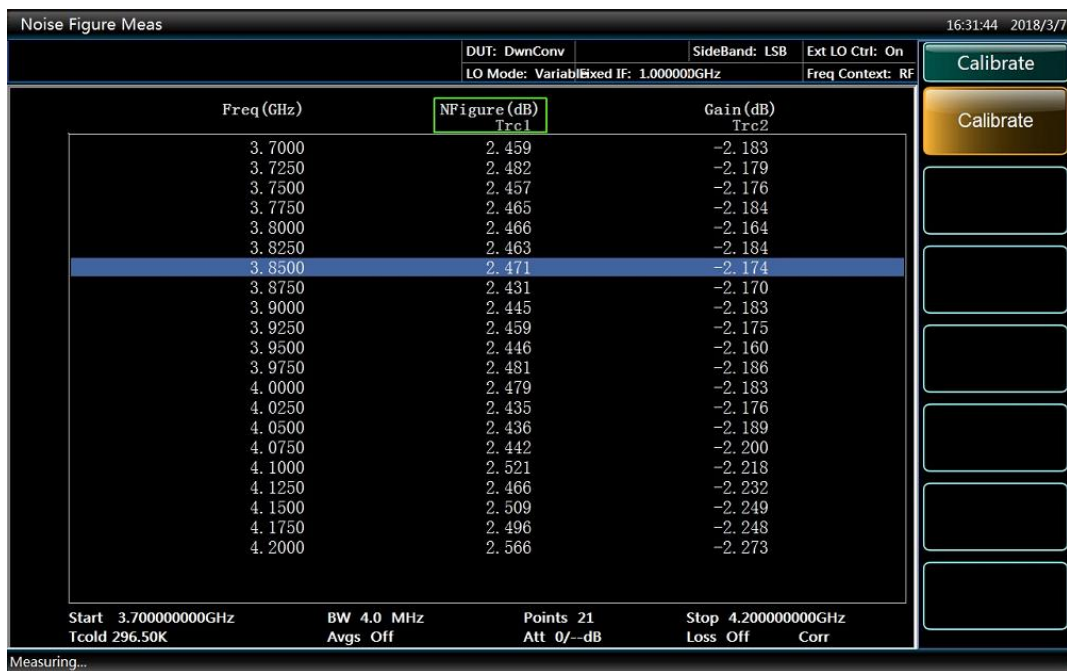 Noise Figure Meas 16:31:44 2018/3/7
DUT: DwnConv SideBand: LSB Ext LO Ctrl: On
LO Mode: Variable Fixed IF: 1.000000GHz Freq Context: RF
Calibrate
Calibrate
Freq(GHz) NFigure(dB) Gain(dB)
Trc1 Trc2
3.7000 2.459 -2.183
3.7250 2.482 -2.179
3.7500 2.457 -2.176
3.7750 2.465 -2.184
3.8000 2.466 -2.164
3.8250 2.463 -2.184
3.8500 2.471 -2.174
3.8750 2.431 -2.170
3.9000 2.445 -2.183
3.9250 2.459 -2.175
3.9500 2.446 -2.160
3.9750 2.481 -2.186
4.0000 2.479 -2.183
4.0250 2.435 -2.176
4.0500 2.436 -2.189
4.0750 2.442 -2.200
4.1000 2.521 -2.218
4.1250 2.466 -2.232
4.1500 2.509 -2.249
4.1750 2.496 -2.248
4.2000 2.566 -2.273
Start 3.700000000GHz BW 4.0 MHz Points 21 Stop 4.200000000GHz
Tcold 296.50K Avgs Off Att 0/--dB Loss Off Corr
Measuring...